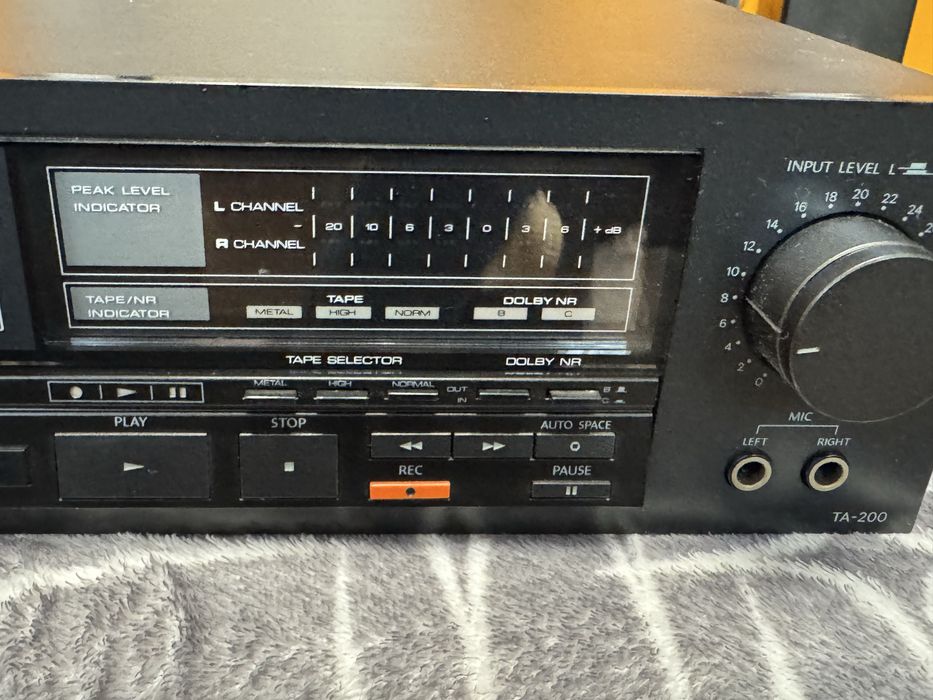 INPUT LEVEL L
PEAK LEVEL
INDICATOR
L CHANNEL
- 20 10 6 3 0 3 6 + dB
R CHANNEL
0 2 4 6 8 10 12 14 16 18 20 22 24
TAPE/NR
INDICATOR
TAPE
METAL HIGH NORM
DOLBY NR
B C
TAPE SELECTOR
DOLBY NR
METAL HIGH NORMAL
OUT
IN
B
C
PLAY
STOP
AUTO SPACE
REC
PAUSE
MIC
LEFT RIGHT
TA-200